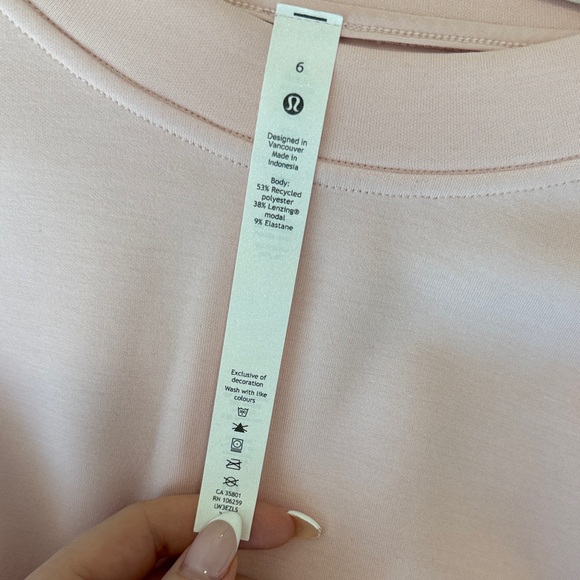 6
Designed in
Vancouver
Made in
Indonesia
Body:
53% Recycled
polyester
38% Lenzing®
modal
9% Elastane
Exclusive of
decoration
Wash with like
colours
CA 35801
RN 106259
LW3EZLS